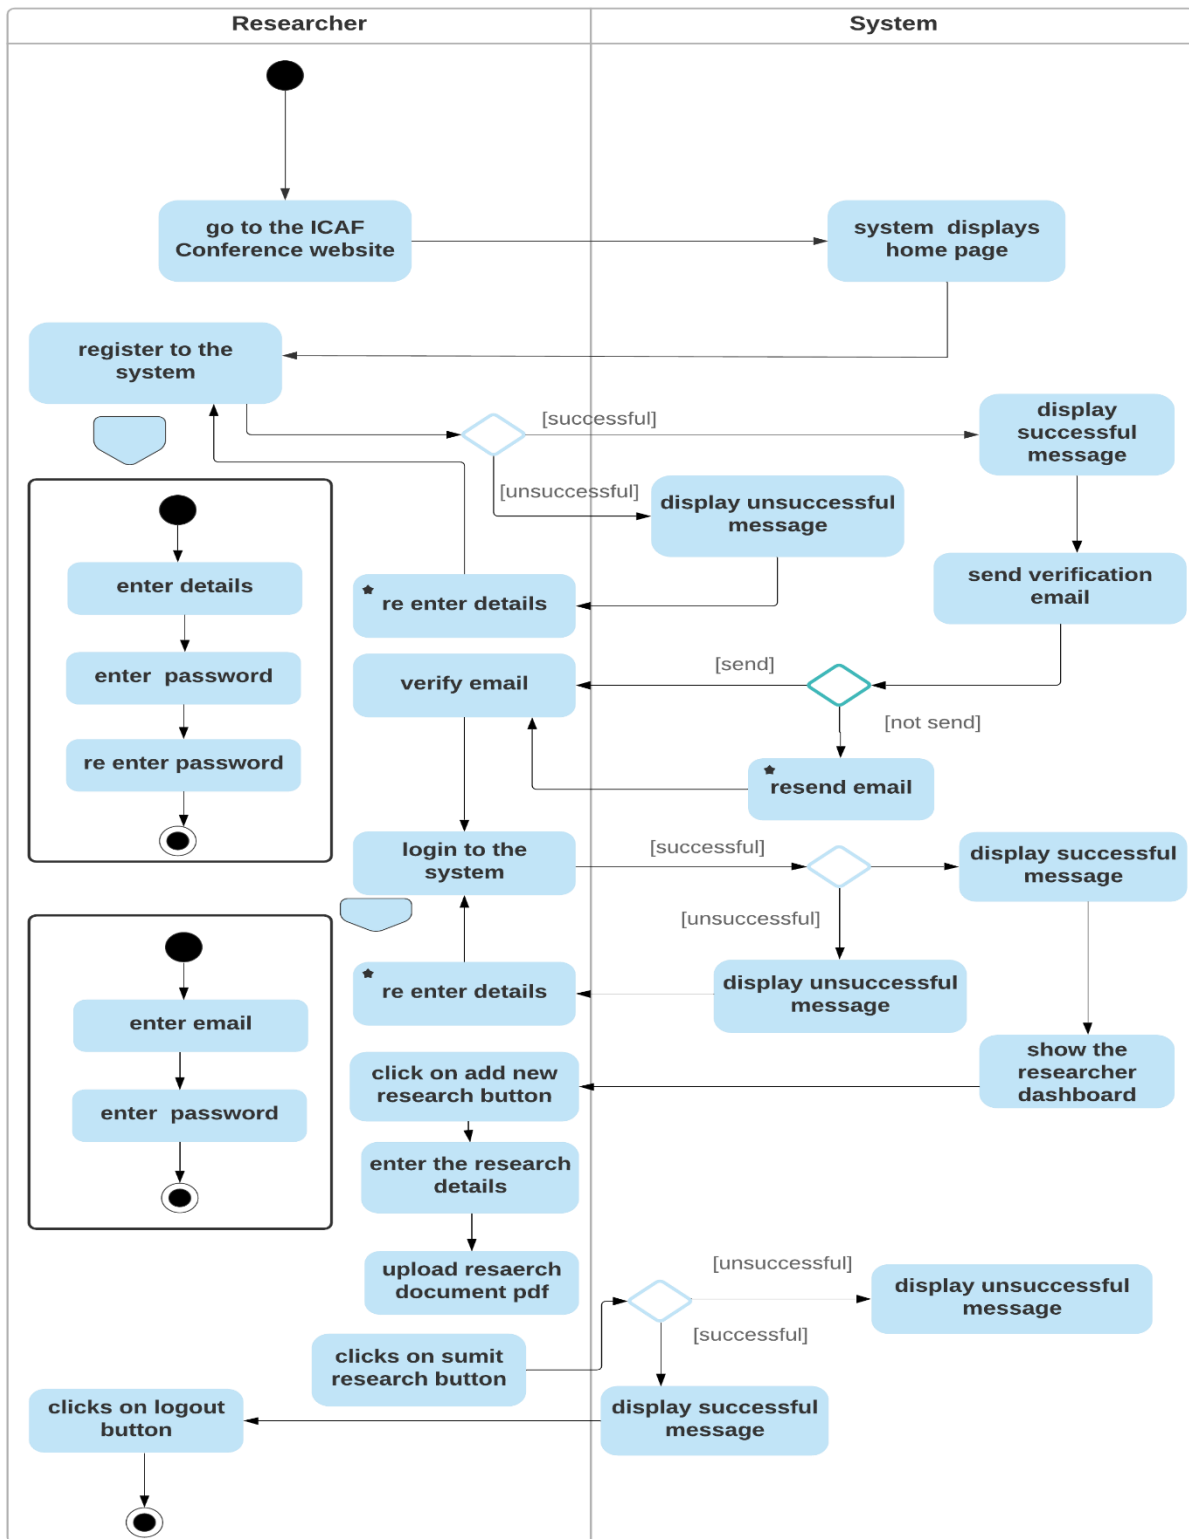 Researcher
System
go to the ICAF
Conference website
system displays
home page
register to the
system
[successful]
display
successful
message
[unsuccessful]
display unsuccessful
message
enter details
re enter details
send verification
email
enter password
verify email
[send]
[not send]
re enter password
resend email
login to the
system
[successful]
display successful
message
[unsuccessful]
re enter details
display unsuccessful
message
enter email
enter password
show the
researcher
dashboard
click on add new
research button
enter the research
details
upload resaerch
document pdf
[unsuccessful]
display unsuccessful
message
[successful]
clicks on sumit
research button
display successful
message
clicks on logout
button